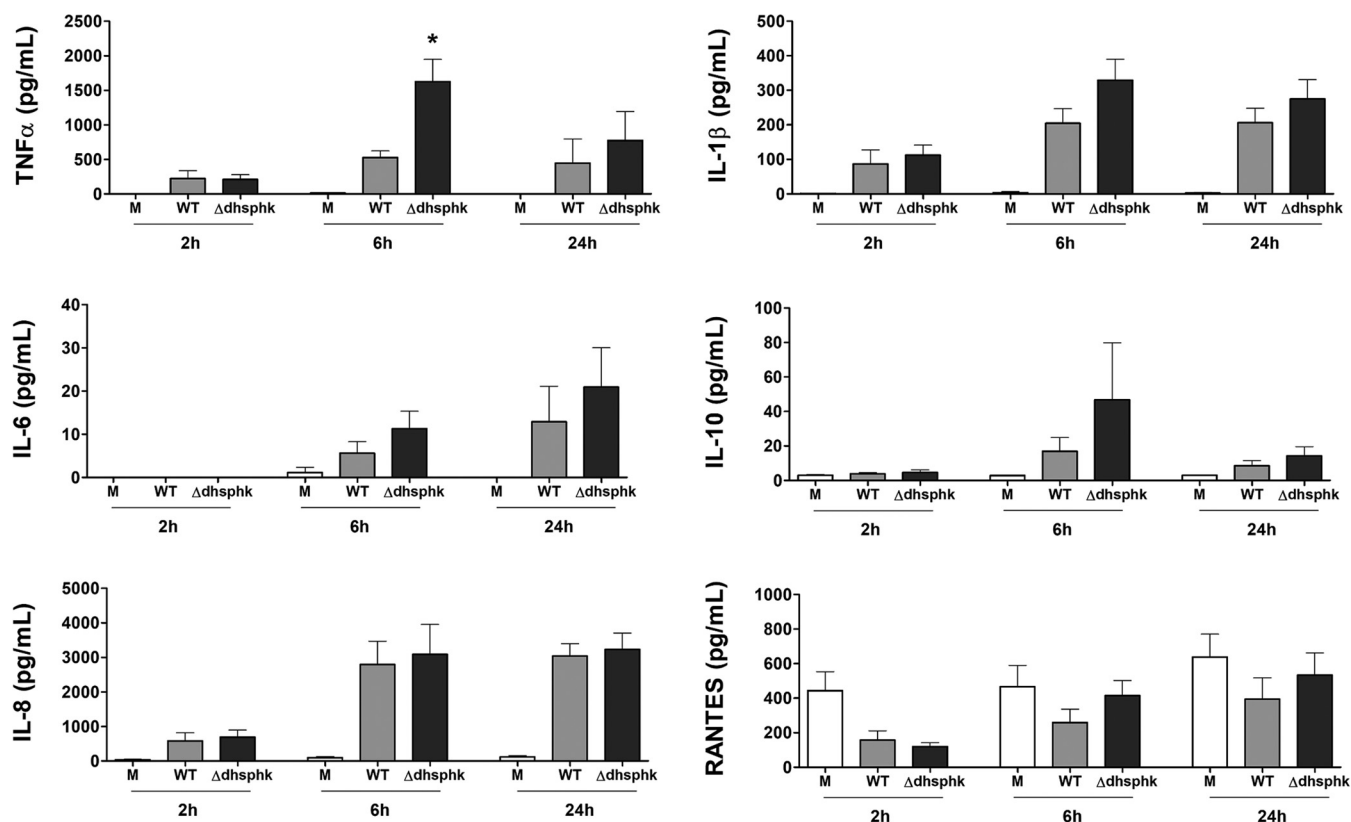 TNFα (pg/mL)
2500
2000
1500
1000
500
0
*
M WT Δdhsphk M WT Δdhsphk M WT Δdhsphk
2h 6h 24h
IL-1β (pg/mL)
500
400
300
200
100
0
M WT Δdhsphk M WT Δdhsphk M WT Δdhsphk
2h 6h 24h
IL-6 (pg/mL)
40
30
20
10
0
M WT Δdhsphk M WT Δdhsphk M WT Δdhsphk
2h 6h 24h
IL-10 (pg/mL)
100
80
60
40
20
0
M WT Δdhsphk M WT Δdhsphk M WT Δdhsphk
2h 6h 24h
IL-8 (pg/mL)
5000
4000
3000
2000
1000
0
M WT Δdhsphk M WT Δdhsphk M WT Δdhsphk
2h 6h 24h
RANTES (pg/mL)
1000
800
600
400
200
0
M WT Δdhsphk M WT Δdhsphk M WT Δdhsphk
2h 6h 24h